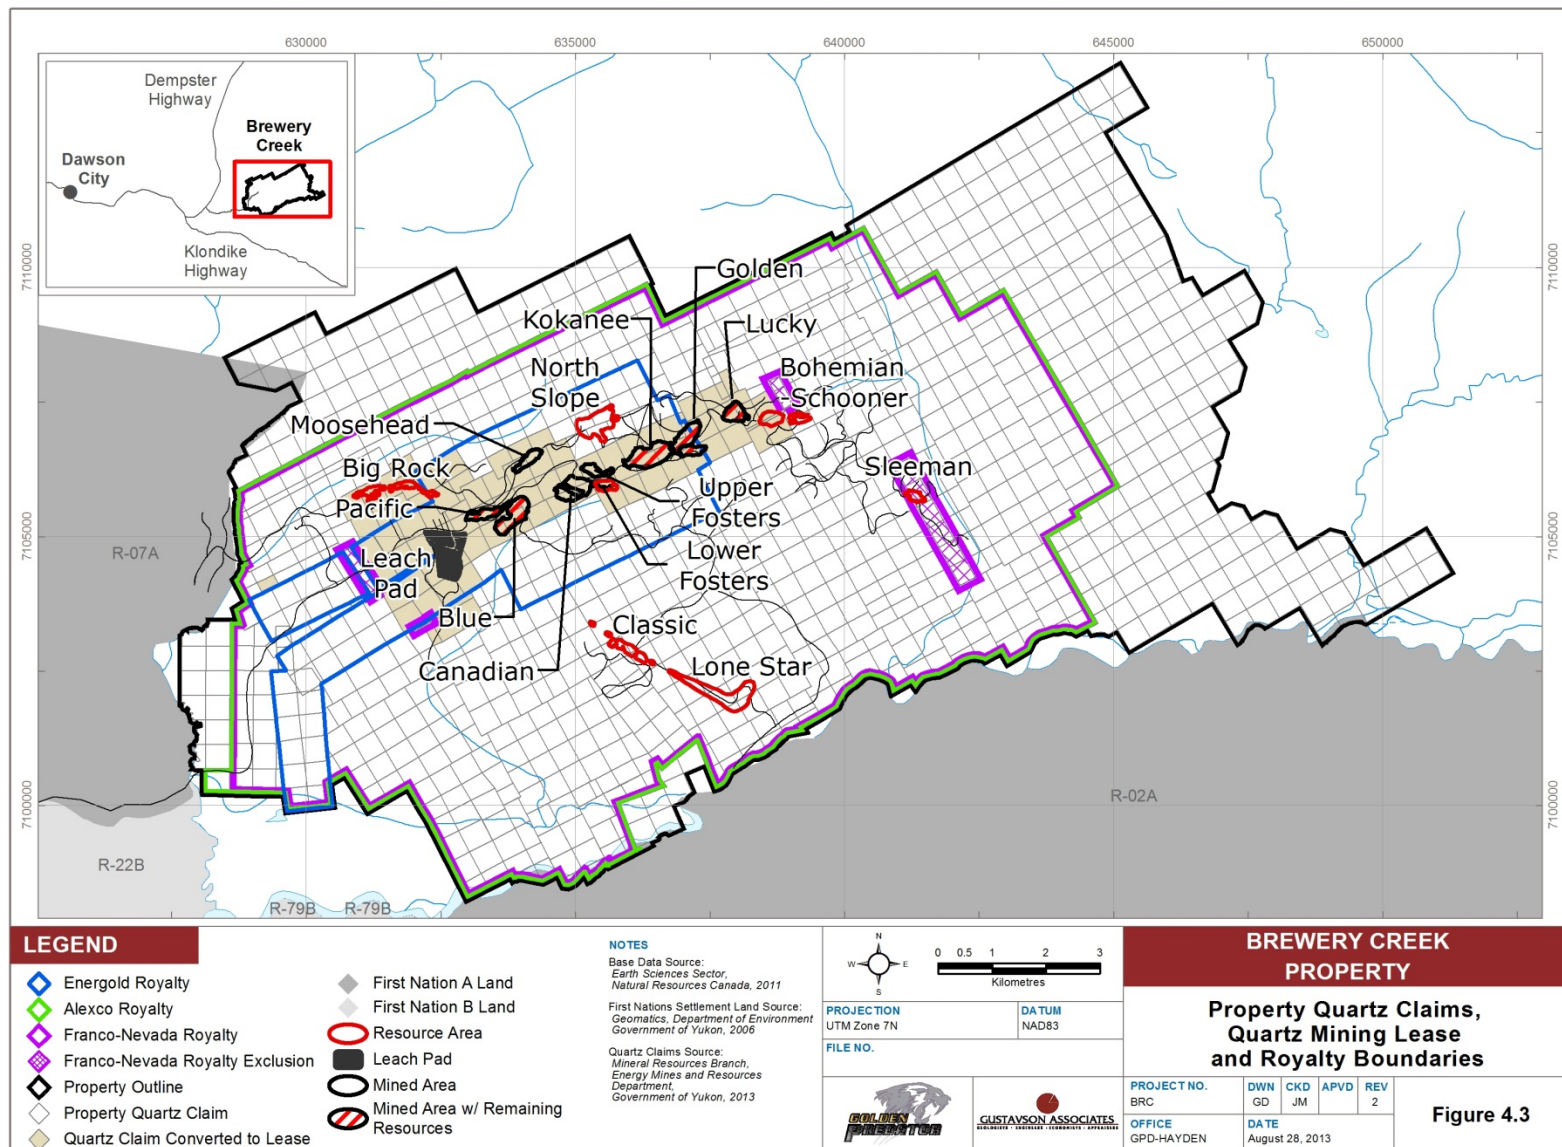 630000
635000
640000
645000
650000
Dempster
Highway
Brewery
Creek
Dawson
City
Klondike
Highway
7110000
7110000
Golden
Kokanee
Lucky
North
Slope
Bohemian
-Schooner
Moosehead
Big Rock
Sleeman
Pacific
Upper
Fosters
7105000
7105000
R-07A
Leach
Pad
Lower
Fosters
Blue
Classic
Canadian
Lone Star
7100000
7100000
R-02A
R-22B
R-79B
R-79B
LEGEND
Energold Royalty
Alexco Royalty
Franco-Nevada Royalty
Franco-Nevada Royalty Exclusion
Property Outline
Property Quartz Claim
Quartz Claim Converted to Lease
First Nation A Land
First Nation B Land
Resource Area
Leach Pad
Mined Area
Mined Area w/ Remaining
Resources
NOTES
Base Data Source:
Earth Sciences Sector,
Natural Resources Canada, 2011
First Nations Settlement Land Source:
Geomatics, Department of Environment
Government of Yukon, 2006
Quartz Claims Source:
Mineral Resources Branch,
Energy Mines and Resources
Department,
Government of Yukon, 2013
N
W
E
S
0 0.5 1 2 3
Kilometres
PROJECTION
UTM Zone 7N
DATUM
NAD83
FILE NO.
GOLDEN
PREDATOR
GUSTAVSON ASSOCIATES
GEOLOGISTS • ENGINEERS • ECONOMISTS • APPRAISERS
BREWERY CREEK
PROPERTY
Property Quartz Claims,
Quartz Mining Lease
and Royalty Boundaries
PROJECT NO.
BRC
DWN
GD
CKD
JM
APVD
REV
2
OFFICE
GPD-HAYDEN
DATE
August 28, 2013
Figure 4.3